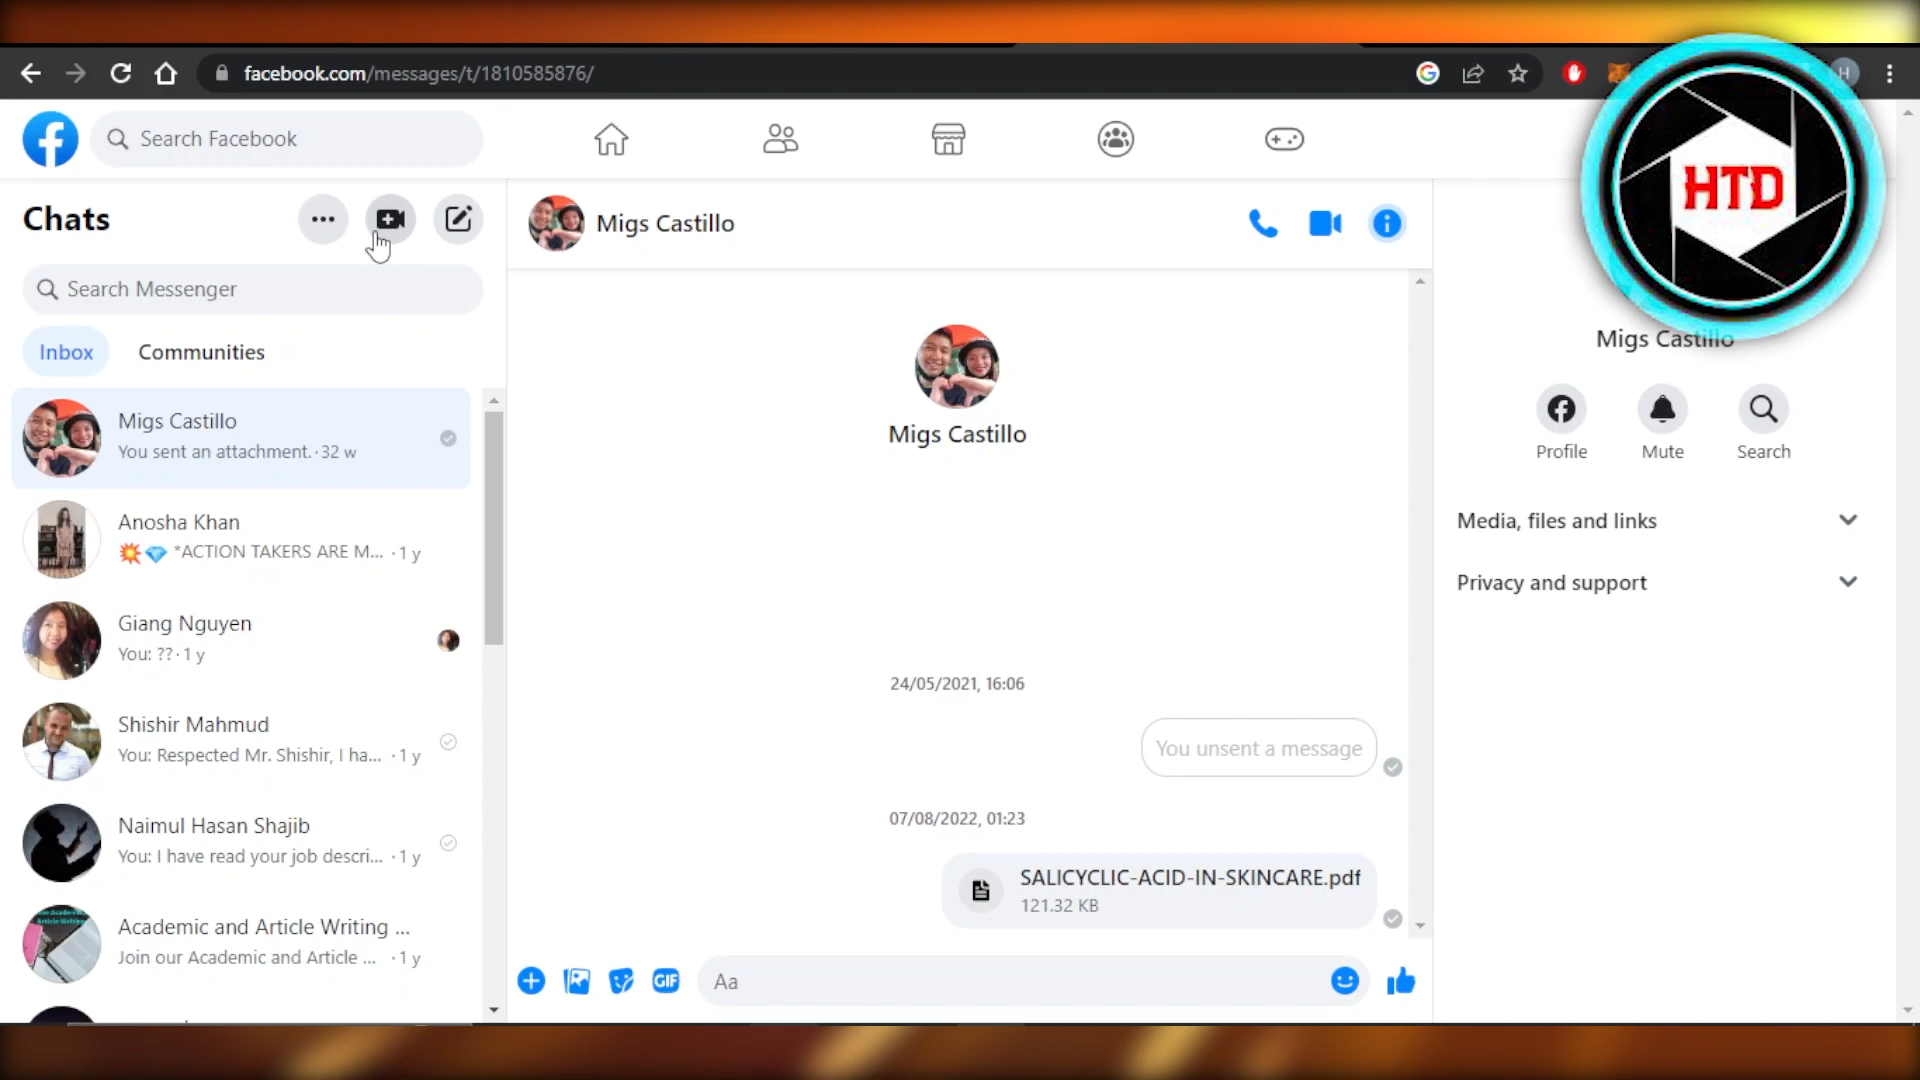 facebook.com/messages/t/1810585876/
H
HTD
Search Facebook
Chats
Search Messenger
Inbox
Communities
Migs Castillo
You sent an attachment. · 32 w
Anosha Khan
*ACTION TAKERS ARE M... · 1 y
Giang Nguyen
You: ?? · 1 y
Shishir Mahmud
You: Respected Mr. Shishir, I ha... · 1 y
Naimul Hasan Shajib
You: I have read your job descri... · 1 y
Academic and Article Writing ...
Join our Academic and Article ... · 1 y
Migs Castillo
Migs Castillo
24/05/2021, 16:06
You unsent a message
07/08/2022, 01:23
SALICYCLIC-ACID-IN-SKINCARE.pdf
121.32 KB
GIF
Aa
Migs Castillo
Profile
Mute
Search
Media, files and links
Privacy and support